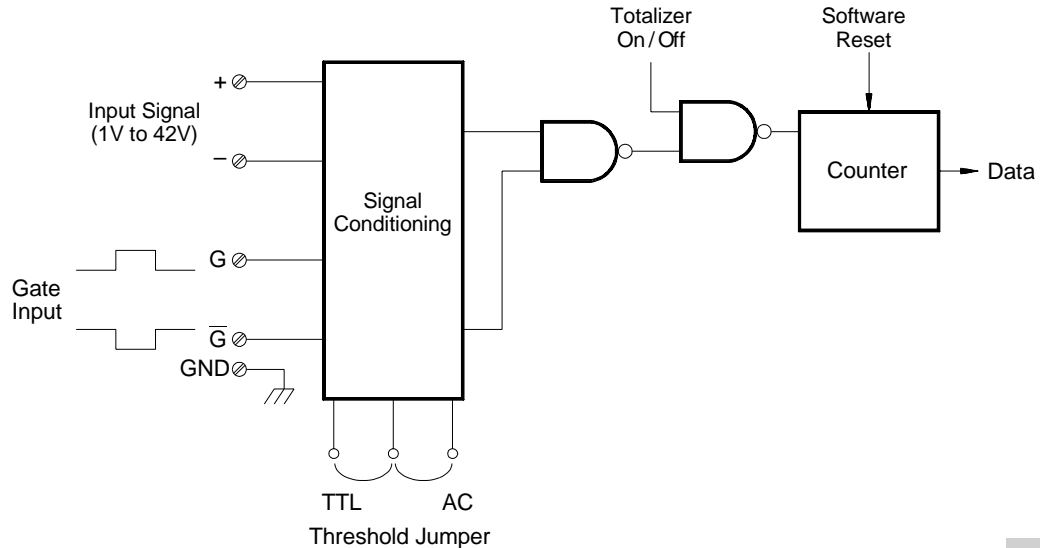 Totalizer
On / Off
Software
Reset
+
Input Signal
(1V to 42V)
−
Signal
Conditioning
Counter
Data
G
Gate
Input
G̅
GND
TTL
AC
Threshold Jumper